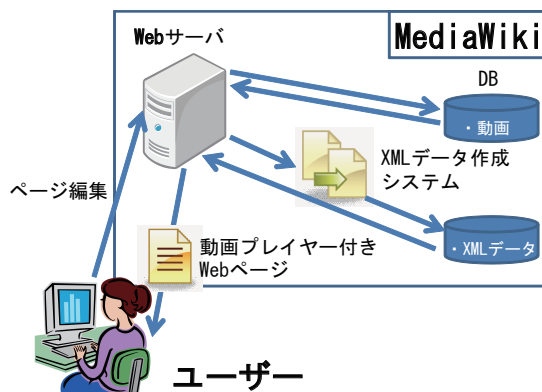 Webサーバ
MediaWiki
DB
・動画
XMLデータ作成
システム
ページ編集
・XMLデータ
動画プレイヤー付き
Webページ
ユーザー